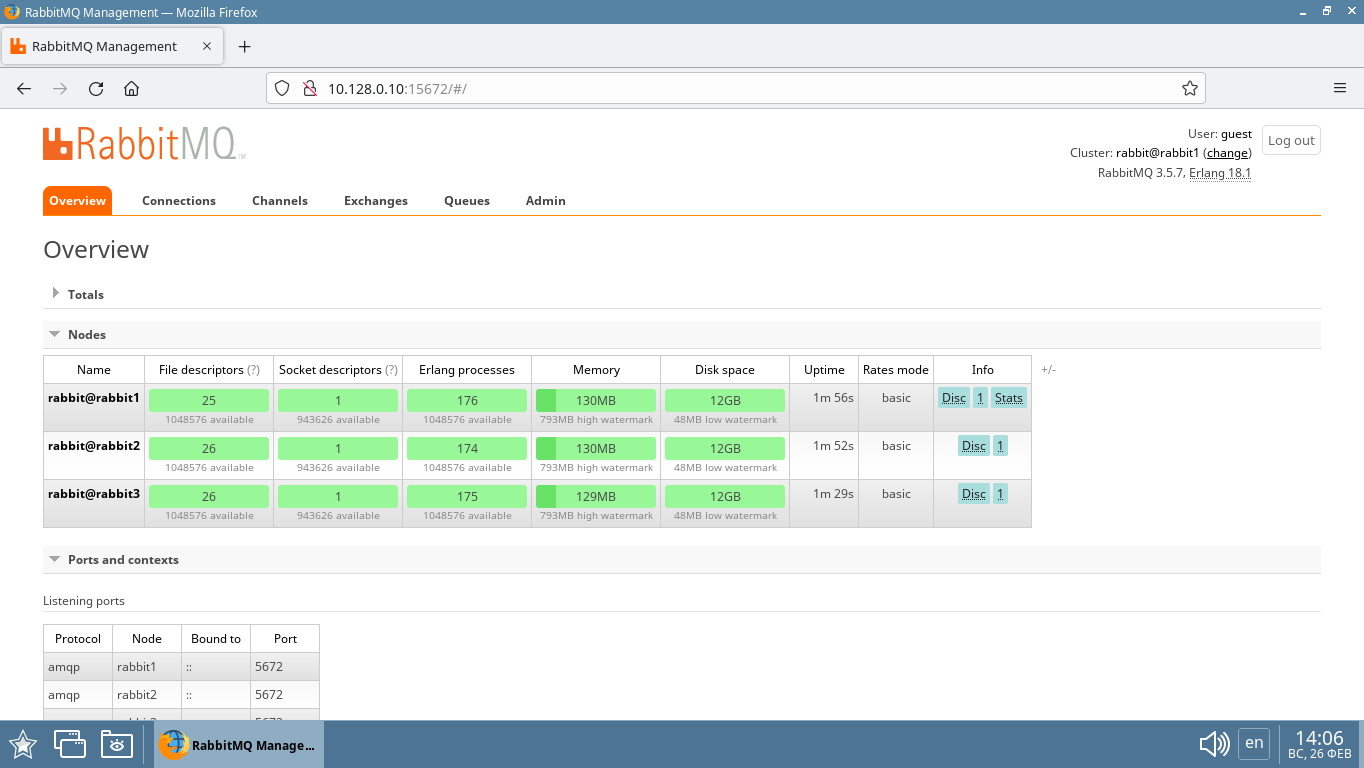 RabbitMQ Management — Mozilla Firefox
RabbitMQ Management
10.128.0.10:15672/#/
RabbitMQ™
User: guest
Cluster: rabbit@rabbit1 (change)
RabbitMQ 3.5.7, Erlang 18.1
Log out
Overview Connections Channels Exchanges Queues Admin
Overview
Totals
Nodes
Name File descriptors (?) Socket descriptors (?) Erlang processes Memory Disk space Uptime Rates mode Info +/-
rabbit@rabbit1 25 1 176 130MB 12GB 1m 56s basic Disc 1 Stats
1048576 available 943626 available 1048576 available 793MB high watermark 48MB low watermark
rabbit@rabbit2 26 1 174 130MB 12GB 1m 52s basic Disc 1
1048576 available 943626 available 1048576 available 793MB high watermark 48MB low watermark
rabbit@rabbit3 26 1 175 129MB 12GB 1m 29s basic Disc 1
1048576 available 943626 available 1048576 available 793MB high watermark 48MB low watermark
Ports and contexts
Listening ports
Protocol Node Bound to Port
amqp rabbit1 :: 5672
amqp rabbit2 :: 5672
RabbitMQ Manage...
en
14:06
ВС, 26 ФЕВ